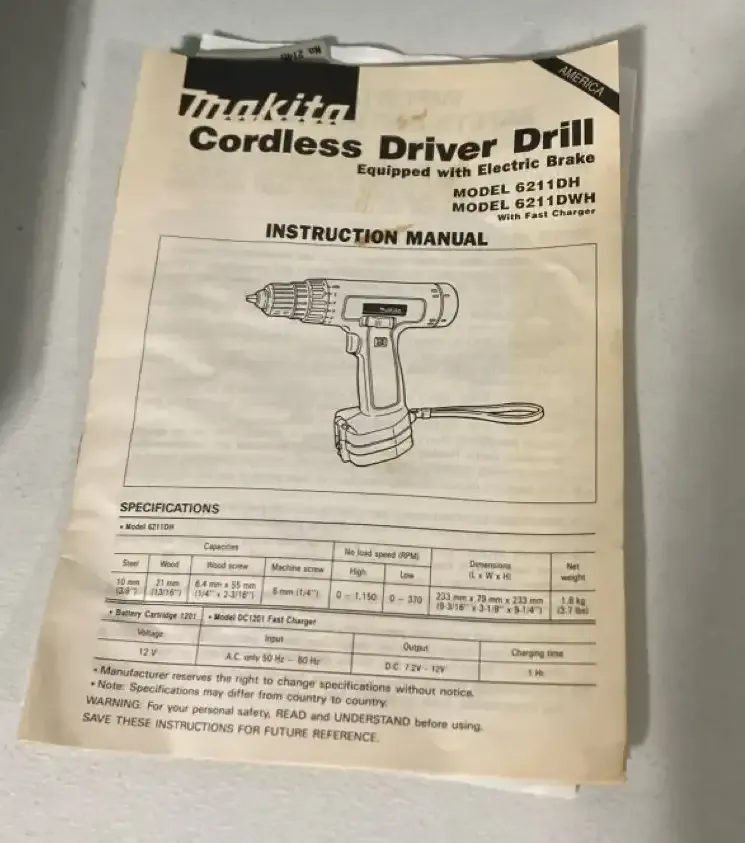 Makita
AMERICA
Cordless Driver Drill
Equipped with Electric Brake
MODEL 6211DH
MODEL 6211DWH
With Fast Charger
INSTRUCTION MANUAL
Makita
SPECIFICATIONS
• Model 6211DH
Capacities No load speed (RPM) Dimensions (L x W x H) Net weight
Steel Wood Wood screw Machine screw High Low
10 mm (3/8") 21 mm (13/16") 6.4 mm x 55 mm (1/4" x 2-3/16") 6 mm (1/4") 0 – 1,150 0 – 370 233 mm x 79 mm x 233 mm (9-3/16" x 3-1/8" x 9-1/4") (3.7 lbs)
• Battery Cartridge 1201 • Model DC1201 Fast Charger
Voltage Input Output Charging time
12 V A.C. only 50 Hz – 60 Hz D.C. 7.2V – 12V 1 Hr.
• Manufacturer reserves the right to change specifications without notice.
• Note: Specifications may differ from country to country.
WARNING: For your personal safety, READ and UNDERSTAND before using.
SAVE THESE INSTRUCTIONS FOR FUTURE REFERENCE.